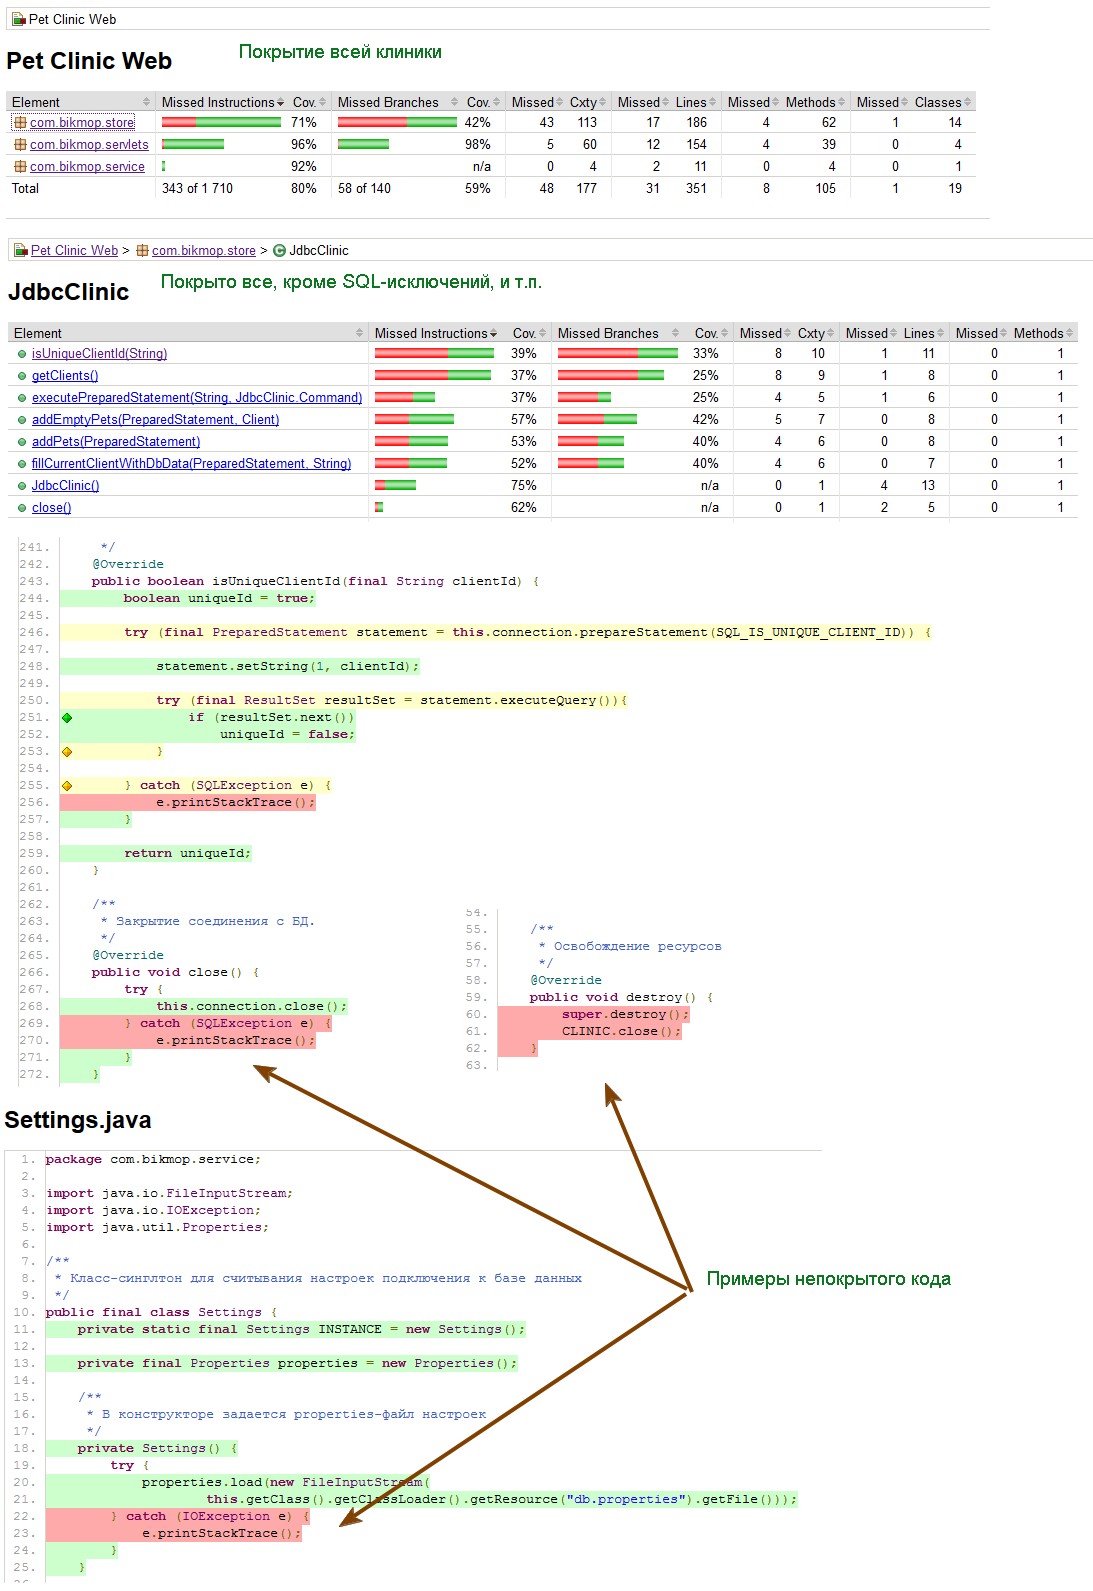 Pet Clinic Web
Pet Clinic Web
Покрытие всей клиники
Element Missed Instructions Cov. Missed Branches Cov. Missed Cxty Missed Lines Missed Methods Missed Classes
com.bikmop.store 71% 42% 43 113 17 186 4 62 1 14
com.bikmop.servlets 96% 98% 5 60 12 154 4 39 0 4
com.bikmop.service 92% n/a 0 4 2 11 0 4 0 1
Total 343 of 1 710 80% 58 of 140 59% 48 177 31 351 8 105 1 19
Pet Clinic Web > com.bikmop.store > C JdbcClinic
JdbcClinic
Покрыто все, кроме SQL-исключений, и т.п.
Element Missed Instructions Cov. Missed Branches Cov. Missed Cxty Missed Lines Missed Methods
isUniqueClientId(String) 39% 33% 8 10 1 11 0 1
getClients() 37% 25% 8 9 1 8 0 1
executePreparedStatement(String, JdbcClinic.Command) 37% 25% 4 5 1 6 0 1
addEmptyPets(PreparedStatement, Client) 57% 42% 5 7 0 8 0 1
addPets(PreparedStatement) 53% 40% 4 6 0 8 0 1
fillCurrentClientWithDbData(PreparedStatement, String) 52% 40% 4 6 0 7 0 1
JdbcClinic() 75% n/a 0 1 4 13 0 1
close() 62% n/a 0 1 2 5 0 1
241. */
242. @Override
243. public boolean isUniqueClientId(final String clientId) {
244. boolean uniqueId = true;
245.
246. try (final PreparedStatement statement = this.connection.prepareStatement(SQL_IS_UNIQUE_CLIENT_ID)) {
247.
248. statement.setString(1, clientId);
249.
250. try (final ResultSet resultSet = statement.executeQuery()){
251. if (resultSet.next())
252. uniqueId = false;
253. }
254.
255. } catch (SQLException e) {
256. e.printStackTrace();
257. }
258.
259. return uniqueId;
260. }
261.
262. /**
263. * Закрытие соединения с БД.
264. */
265. @Override
266. public void close() {
267. try {
268. this.connection.close();
269. } catch (SQLException e) {
270. e.printStackTrace();
271. }
272. }
54.
55. /**
56. * Освобождение ресурсов
57. */
58. @Override
59. public void destroy() {
60. super.destroy();
61. CLINIC.close();
62. }
63.
Settings.java
1. package com.bikmop.service;
2.
3. import java.io.FileInputStream;
4. import java.io.IOException;
5. import java.util.Properties;
6.
7. /**
8. * Класс-синглтон для считывания настроек подключения к базе данных
9. */
10. public final class Settings {
11. private static final Settings INSTANCE = new Settings();
12.
13. private final Properties properties = new Properties();
14.
15. /**
16. * В конструкторе задается properties-файл настроек
17. */
18. private Settings() {
19. try {
20. properties.load(new FileInputStream(
21. this.getClass().getClassLoader().getResource("db.properties").getFile()));
22. } catch (IOException e) {
23. e.printStackTrace();
24. }
25. }
Примеры непокрытого кода